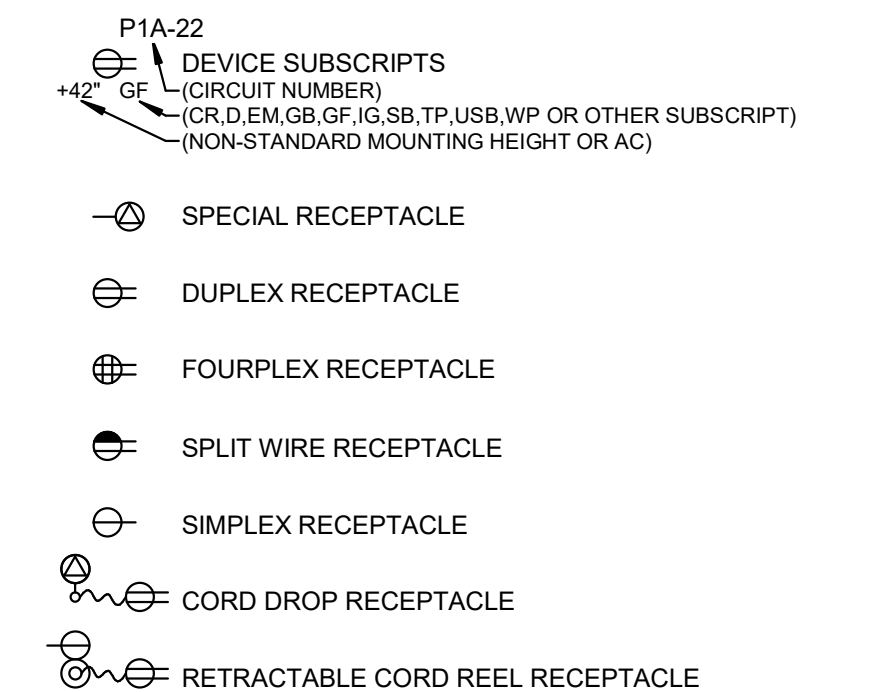 P1A-22
DEVICE SUBSCRIPTS
+42" GF (CIRCUIT NUMBER)
(CR,D,EM,GB,GF,IG,SB,TP,USB,WP OR OTHER SUBSCRIPT)
(NON-STANDARD MOUNTING HEIGHT OR AC)
SPECIAL RECEPTACLE
DUPLEX RECEPTACLE
FOURPLEX RECEPTACLE
SPLIT WIRE RECEPTACLE
SIMPLEX RECEPTACLE
CORD DROP RECEPTACLE
RETRACTABLE CORD REEL RECEPTACLE